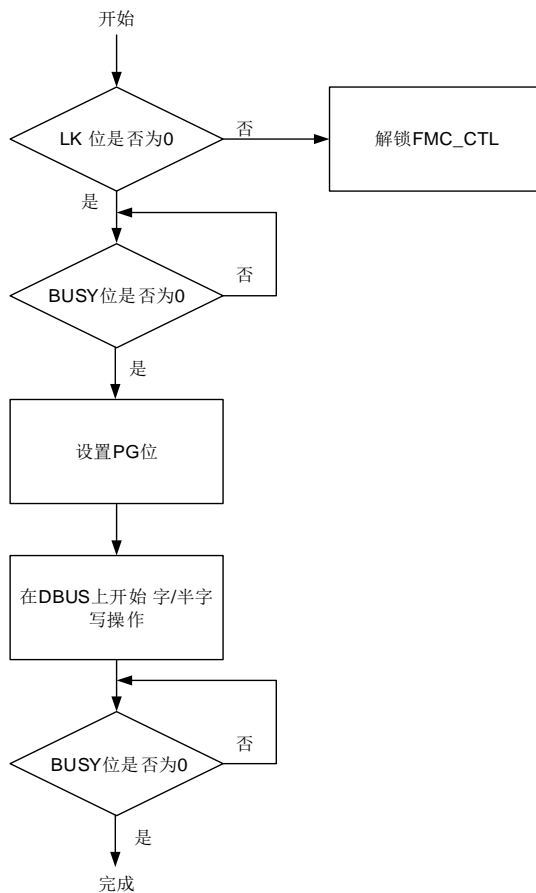 开始
LK 位是否为0
否
解锁FMC_CTL
是
BUSY位是否为0
否
是
设置PG位
在DBUS上开始 字/半字
写操作
BUSY位是否为0
否
是
完成